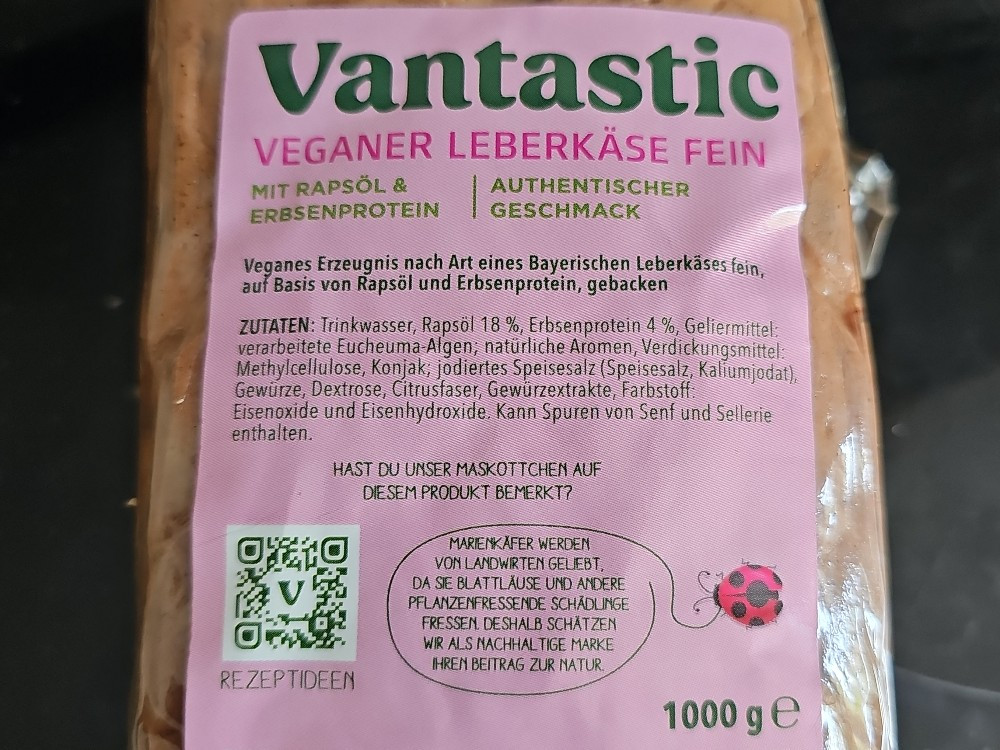 Vantastic
VEGANER LEBERKÄSE FEIN
MIT RAPSÖL &
ERBSENPROTEIN
AUTHENTISCHER
GESCHMACK
Veganes Erzeugnis nach Art eines Bayerischen Leberkäses fein,
auf Basis von Rapsöl und Erbsenprotein, gebacken
ZUTATEN: Trinkwasser, Rapsöl 18 %, Erbsenprotein 4 %, Geliermittel:
verarbeitete Eucheuma-Algen; natürliche Aromen, Verdickungsmittel:
Methylcellulose, Konjak; jodiertes Speisesalz (Speisesalz, Kaliumjodat),
Gewürze, Dextrose, Citrusfaser, Gewürzextrakte, Farbstoff:
Eisenoxide und Eisenhydroxide. Kann Spuren von Senf und Sellerie
enthalten.
HAST DU UNSER MASKOTTCHEN AUF
DIESEM PRODUKT BEMERKT?
V
REZEPTIDEEN
MARIENKÄFER WERDEN
VON LANDWIRTEN GELIEBT,
DA SIE BLATTLÄUSE UND ANDERE
PFLANZENFRESSENDE SCHÄDLINGE
FRESSEN. DESHALB SCHÄTZEN
WIR ALS NACHHALTIGE MARKE
IHREN BEITRAG ZUR NATUR.
1000 g ℮